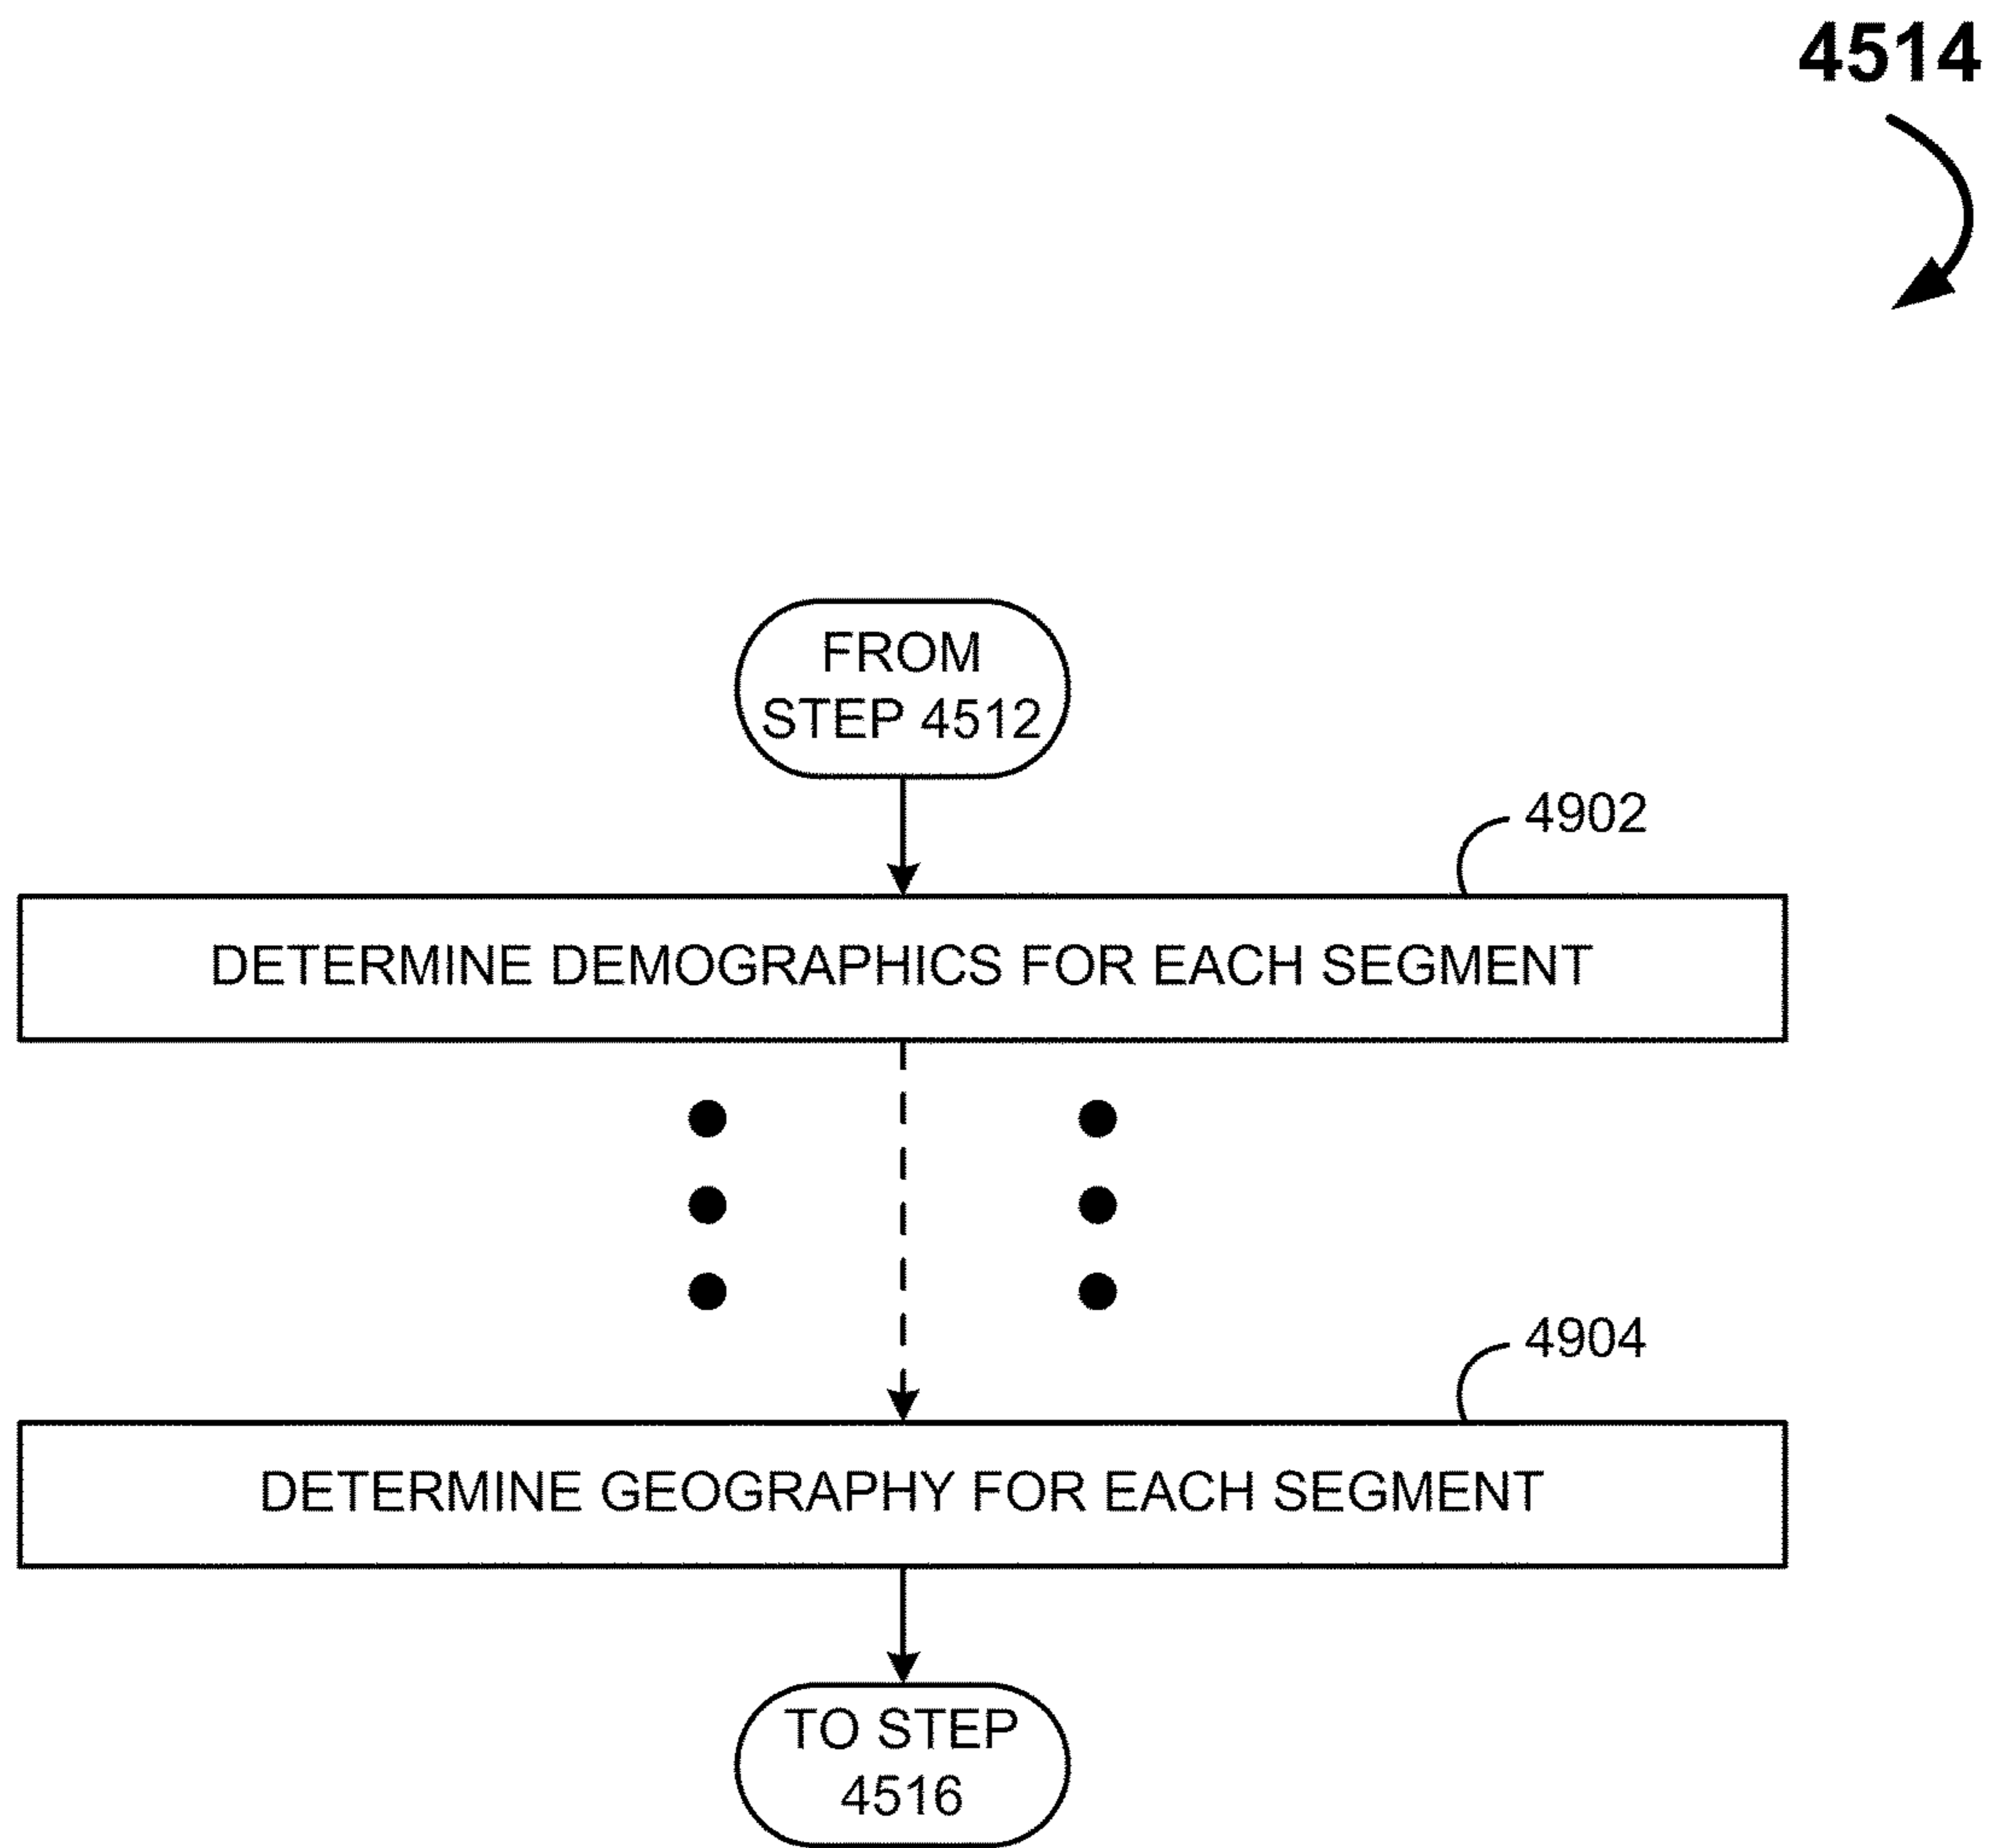 4514
FROM
STEP 4512
4902
DETERMINE DEMOGRAPHICS FOR EACH SEGMENT
4904
DETERMINE GEOGRAPHY FOR EACH SEGMENT
TO STEP
4516